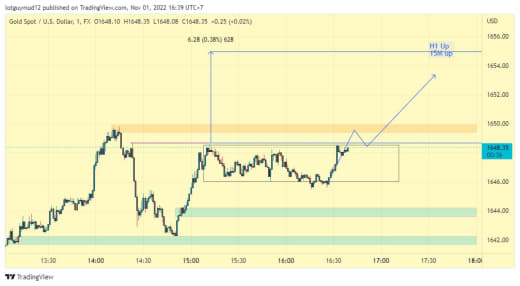 lotguymud12 published on TradingView.com, Nov 01, 2022 16:39 UTC+7
Gold Spot / U.S. Dollar, 1, FX O1648.10 H1648.35 L1648.08 C1648.35 +0.25 (+0.02%)
USD
1656.00
6.28 (0.38%) 628
H1 Up
15M up
1654.00
1652.00
1650.00
1648.35
00:56
1646.00
1644.00
1642.00
13:30
14:00
14:30
15:00
15:30
16:00
16:30
17:00
17:30
18:00
TradingView